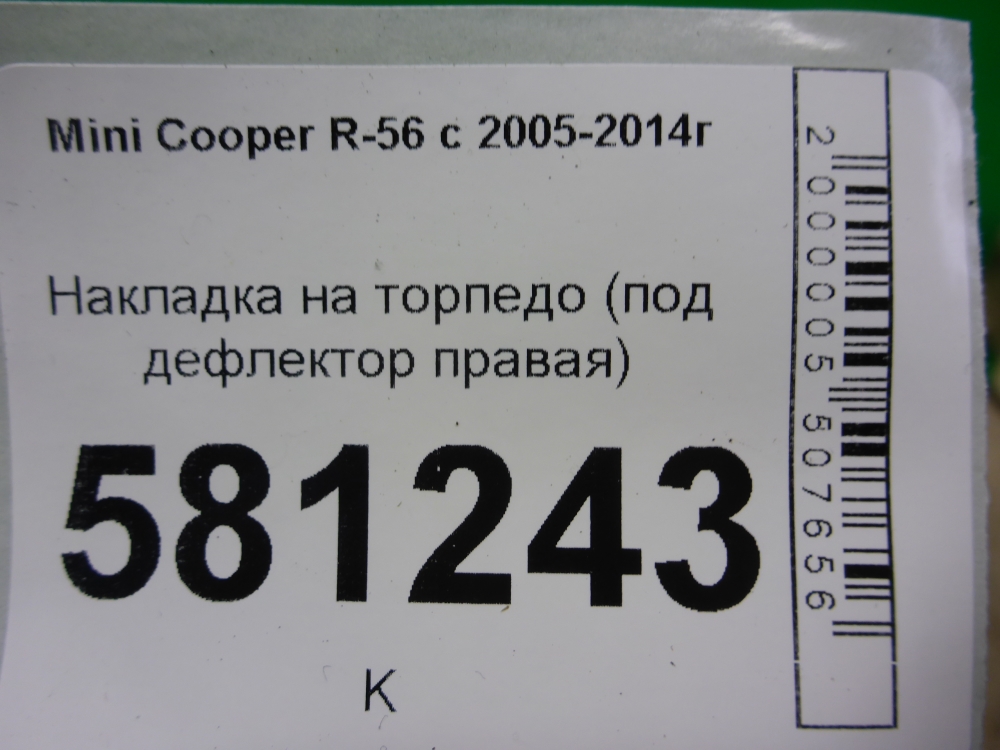 Mini Cooper R-56 с 2005-2014г
Накладка на торпедо (под
дефлектор правая)
581243
К
2000005507656